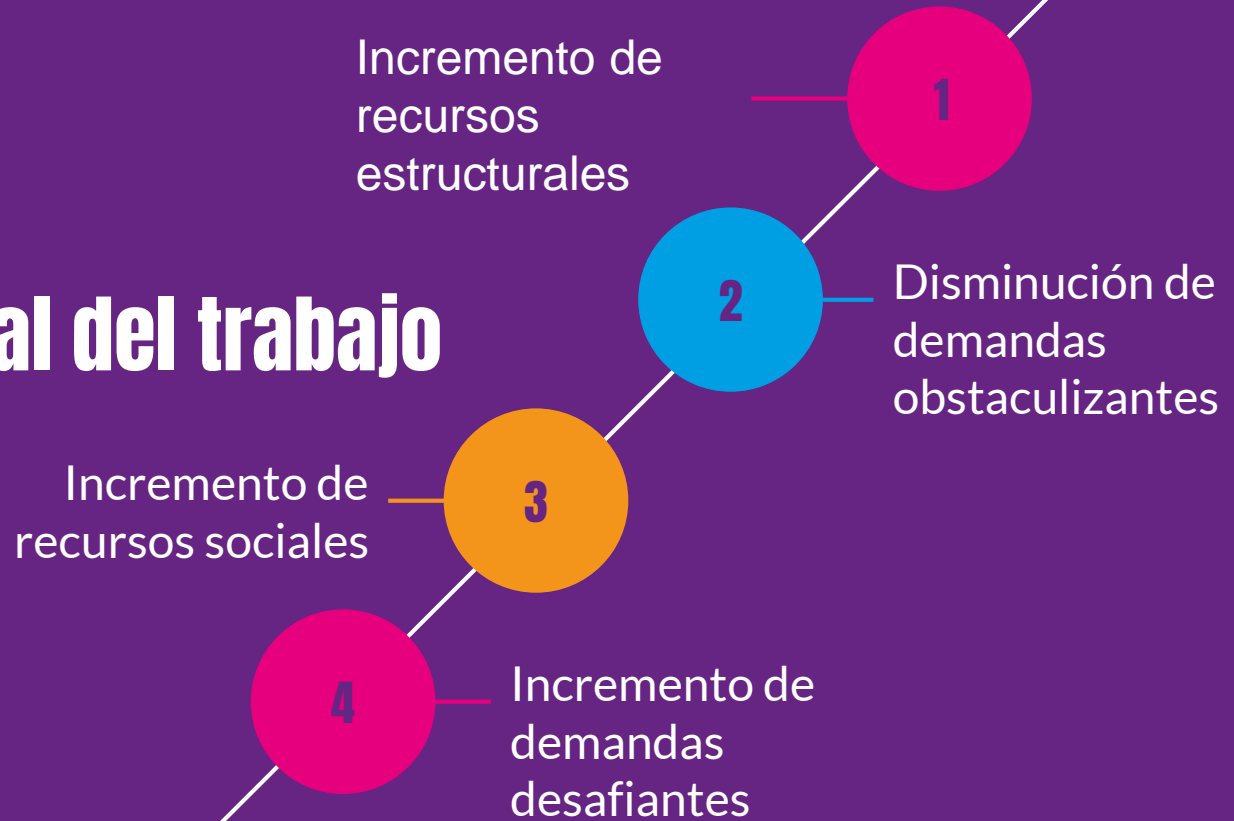 Incremento de
recursos
estructurales
1
2
Disminución de
demandas
obstaculizantes
al del trabajo
Incremento de
recursos sociales
3
4
Incremento de
demandas
desafiantes